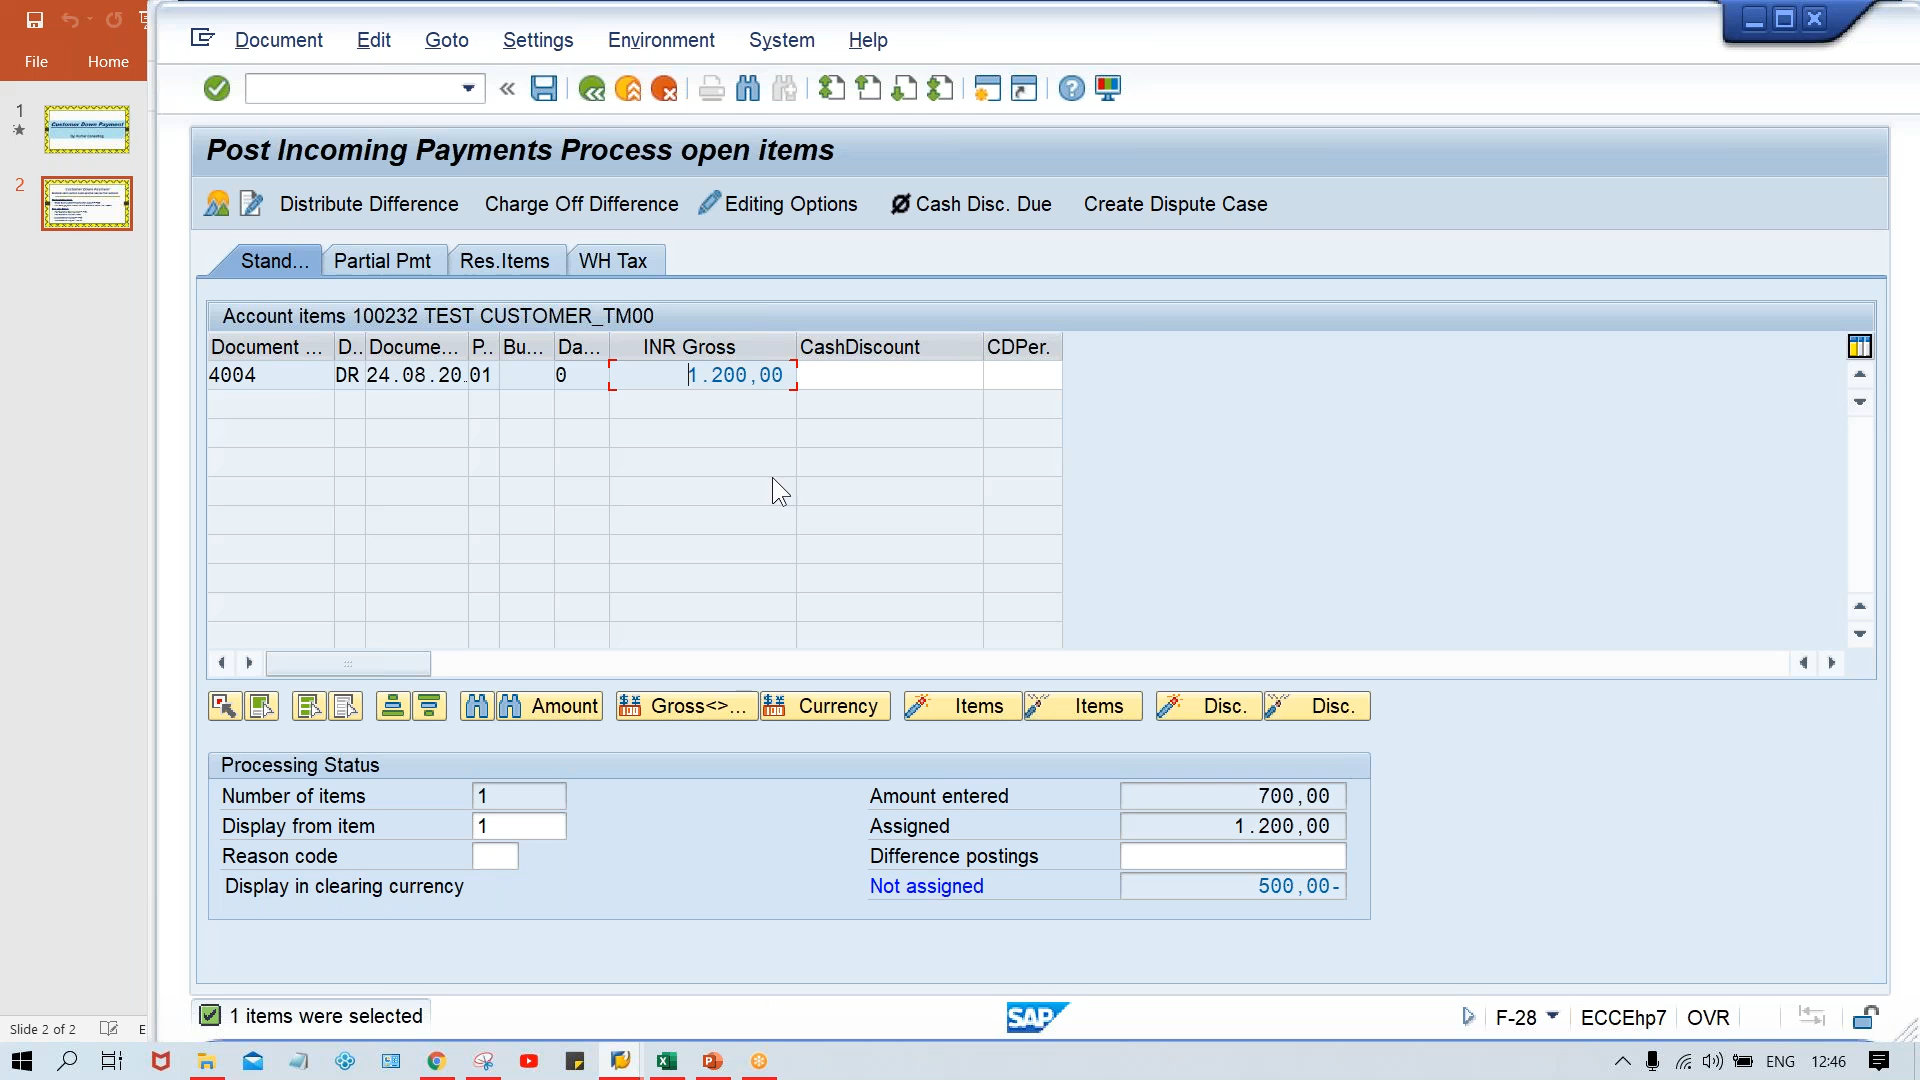 File Home
1
Customer Down Payment
2
Slide 2 of 2
E
Document Edit Goto Settings Environment System Help
Post Incoming Payments Process open items
Distribute Difference Charge Off Difference Editing Options Cash Disc. Due Create Dispute Case
Stand... Partial Pmt Res.Items WH Tax
Account items 100232 TEST CUSTOMER_TM00
Document ... D.. Docume... P.. Bu... Da... INR Gross CashDiscount CDPer.
4004 DR 24.08.20. 01 0 1.200,00
Amount Gross<>... Currency Items Items Disc. Disc.
Processing Status
Number of items 1 Amount entered 700,00
Display from item 1 Assigned 1.200,00
Reason code Difference postings
Display in clearing currency Not assigned 500,00-
1 items were selected SAP F-28 ECCEhp7 OVR
ENG 12:46